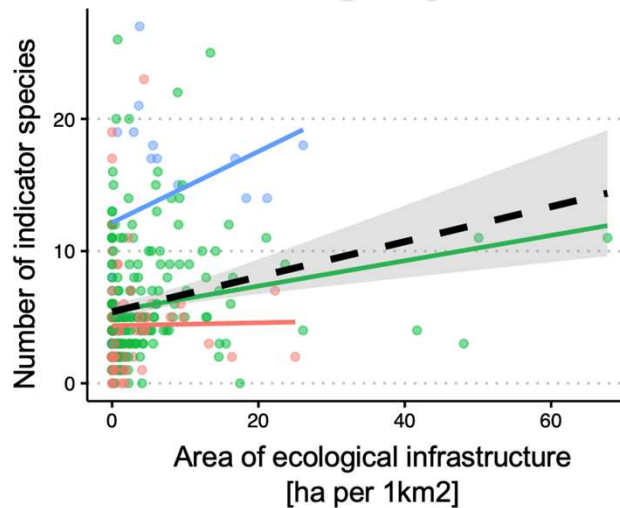 Number of indicator species
20
10
0
0
20
40
60
Area of ecological infrastructure
[ha per 1km2]